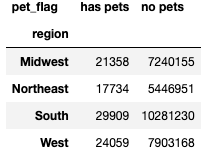 pet_flag has pets no pets
region
Midwest 21358 7240155
Northeast 17734 5446951
South 29909 10281230
West 24059 7903168